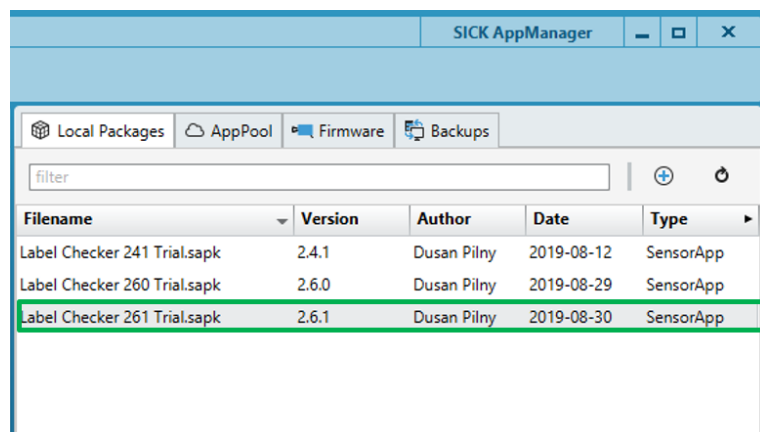 SICK AppManager
Local Packages AppPool Firmware Backups
filter
Filename Version Author Date Type
Label Checker 241 Trial.sapk 2.4.1 Dusan Pilny 2019-08-12 SensorApp
Label Checker 260 Trial.sapk 2.6.0 Dusan Pilny 2019-08-29 SensorApp
Label Checker 261 Trial.sapk 2.6.1 Dusan Pilny 2019-08-30 SensorApp